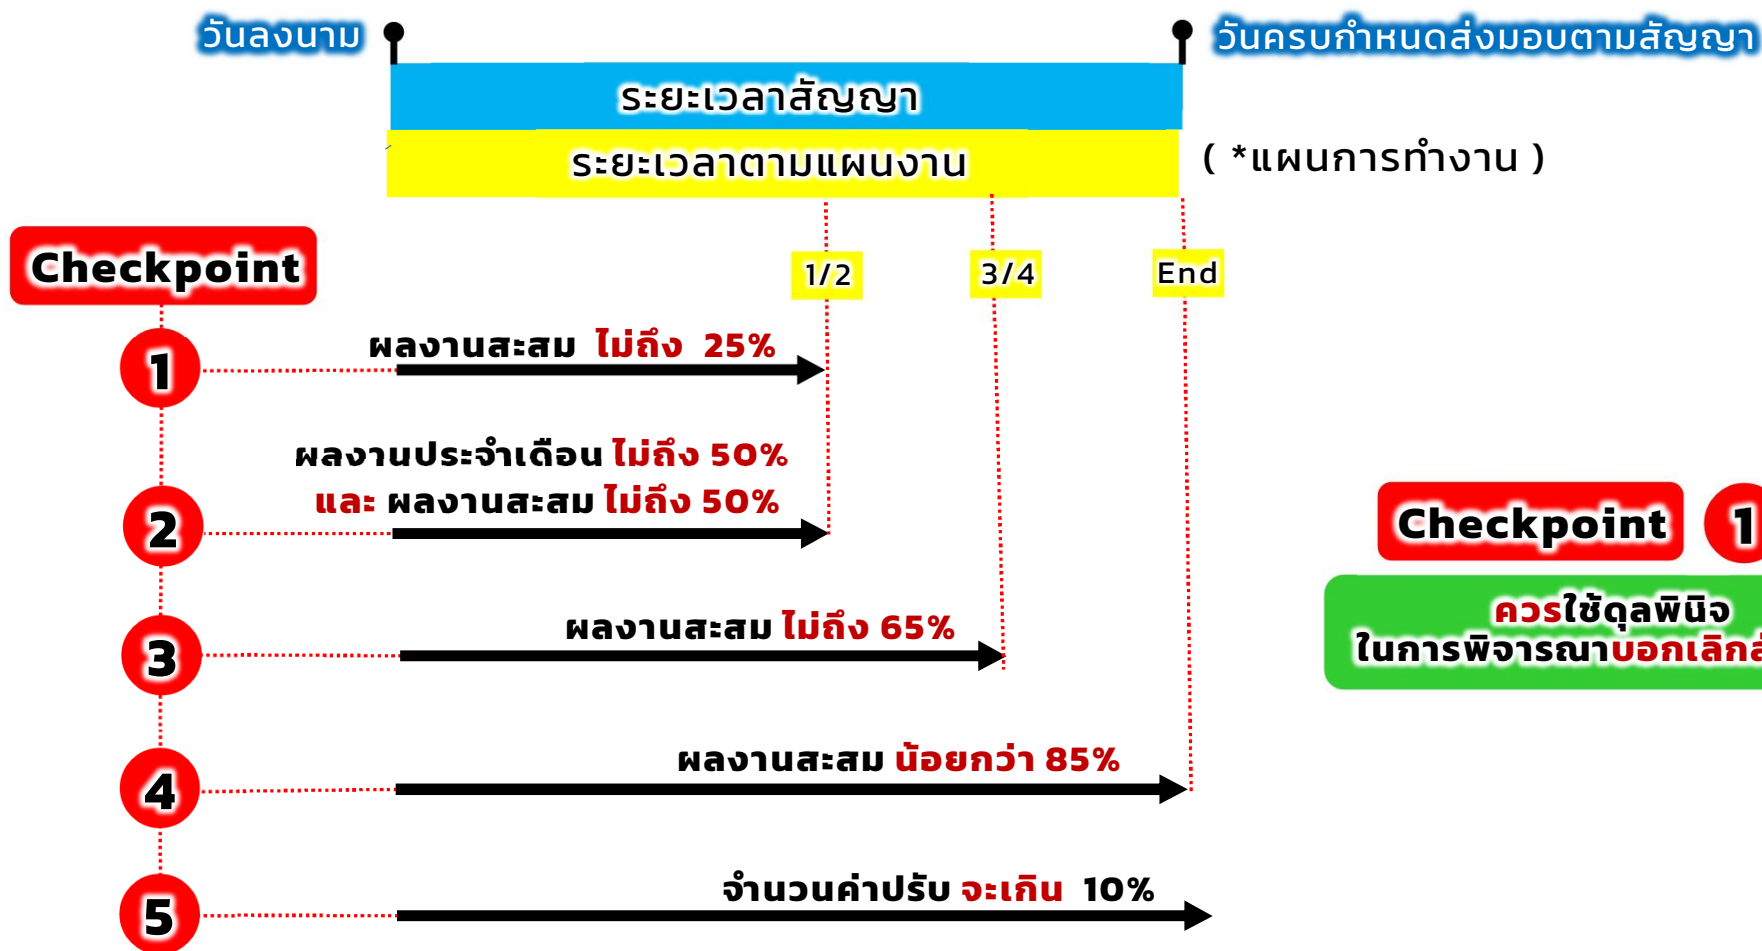 วันลงนาม
วันครบกำหนดส่งมอบตามสัญญา
ระยะเวลาสัญญา
ระยะเวลาตามแผนงาน
( *แผนการทำงาน )
Checkpoint
1/2
3/4
End
1
ผลงานสะสม ไม่ถึง 25%
2
ผลงานประจำเดือน ไม่ถึง 50%
และ ผลงานสะสม ไม่ถึง 50%
3
ผลงานสะสม ไม่ถึง 65%
4
ผลงานสะสม น้อยกว่า 85%
5
จำนวนค่าปรับ จะเกิน 10%
Checkpoint 1
ควรใช้ดุลพินิจ
ในการพิจารณาบอกเลิก